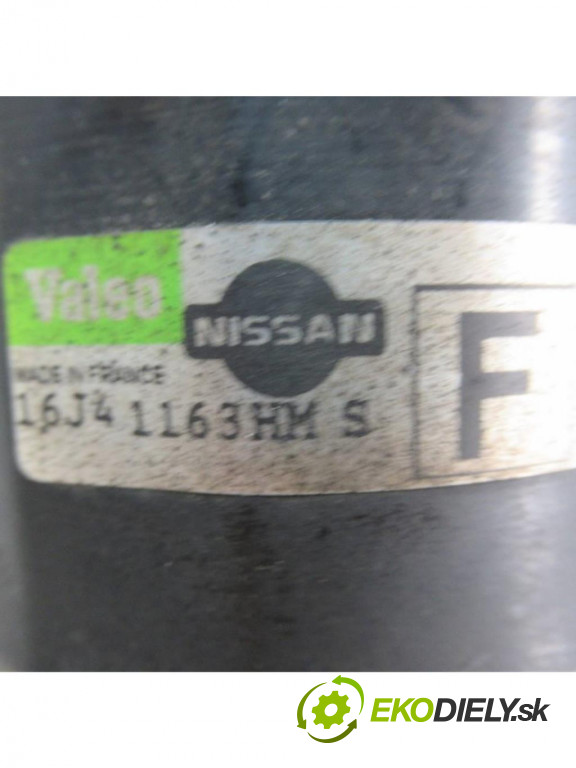 Valeo
NISSAN
F
MADE IN FRANCE
16J4 1163HM S
EKODIELY.sk